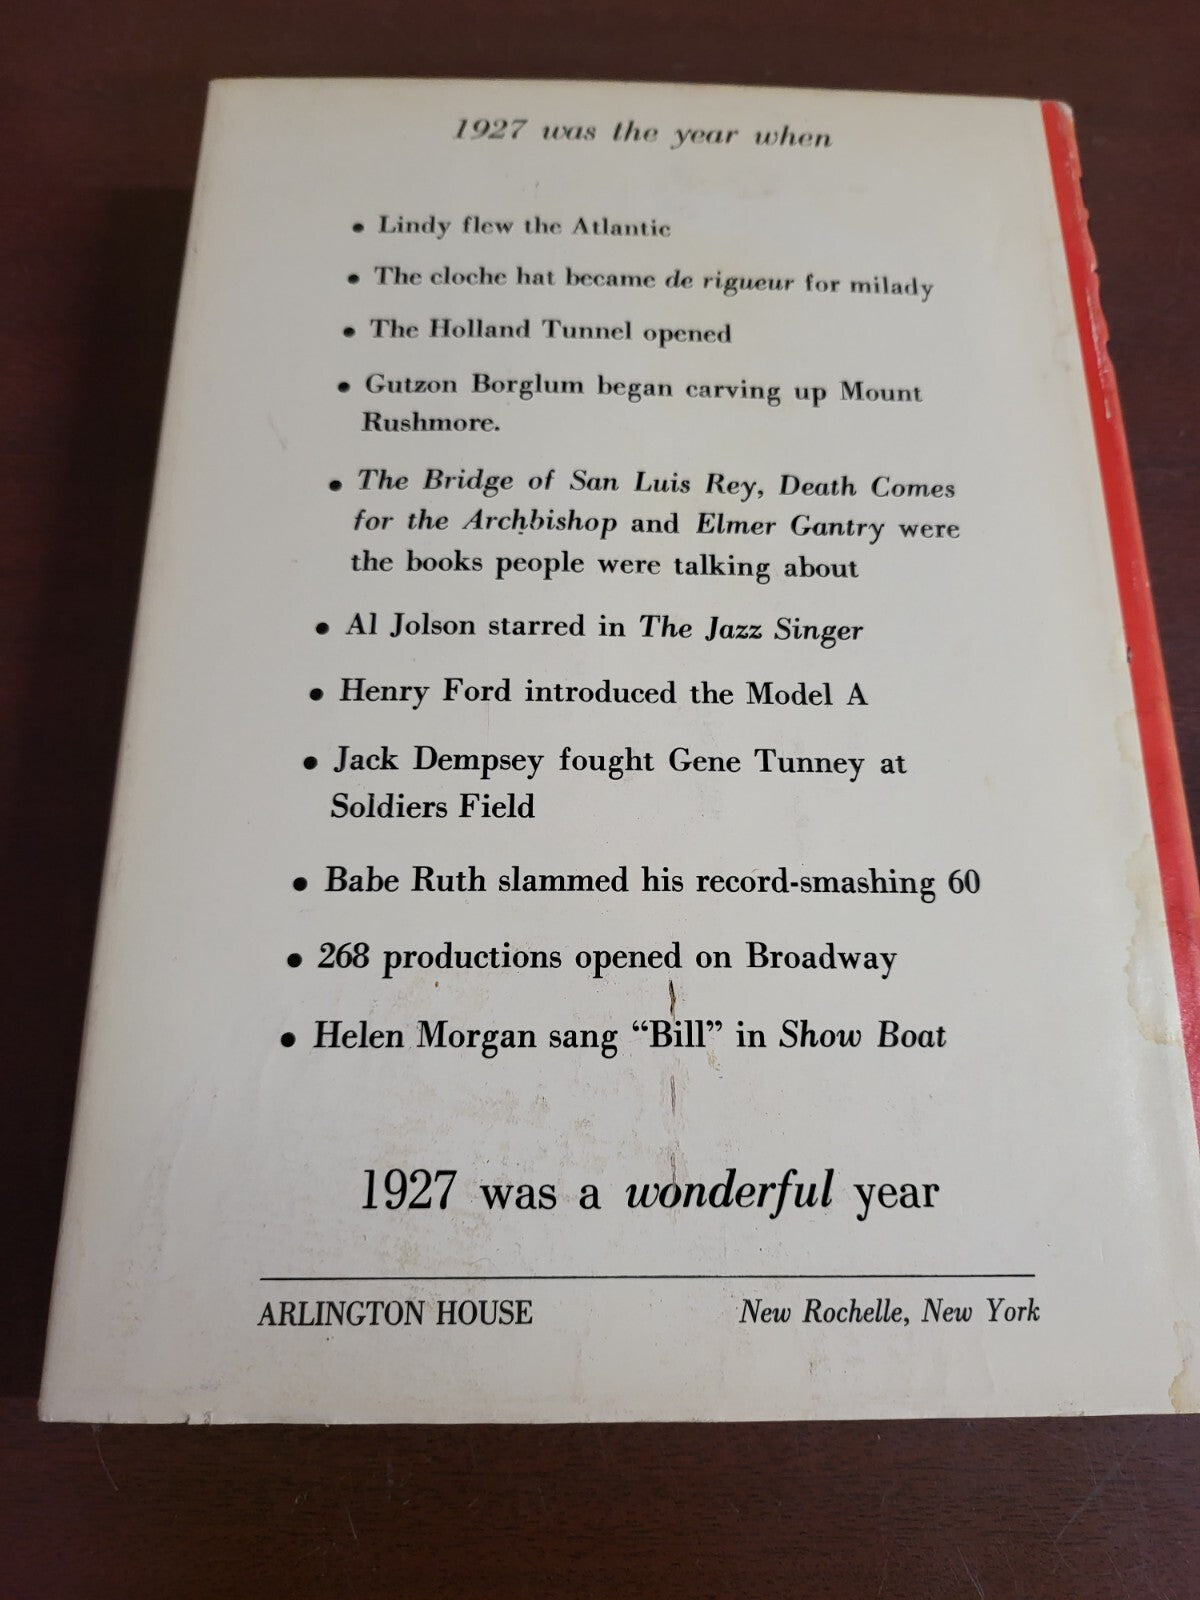 1927 was the year when
• Lindy flew the Atlantic
• The cloche hat became de rigueur for milady
• The Holland Tunnel opened
• Gutzon Borglum began carving up Mount
Rushmore.
• The Bridge of San Luis Rey, Death Comes
for the Archbishop and Elmer Gantry were
the books people were talking about
• Al Jolson starred in The Jazz Singer
• Henry Ford introduced the Model A
• Jack Dempsey fought Gene Tunney at
Soldiers Field
• Babe Ruth slammed his record-smashing 60
• 268 productions opened on Broadway
• Helen Morgan sang “Bill” in Show Boat
1927 was a wonderful year
ARLINGTON HOUSE New Rochelle, New York